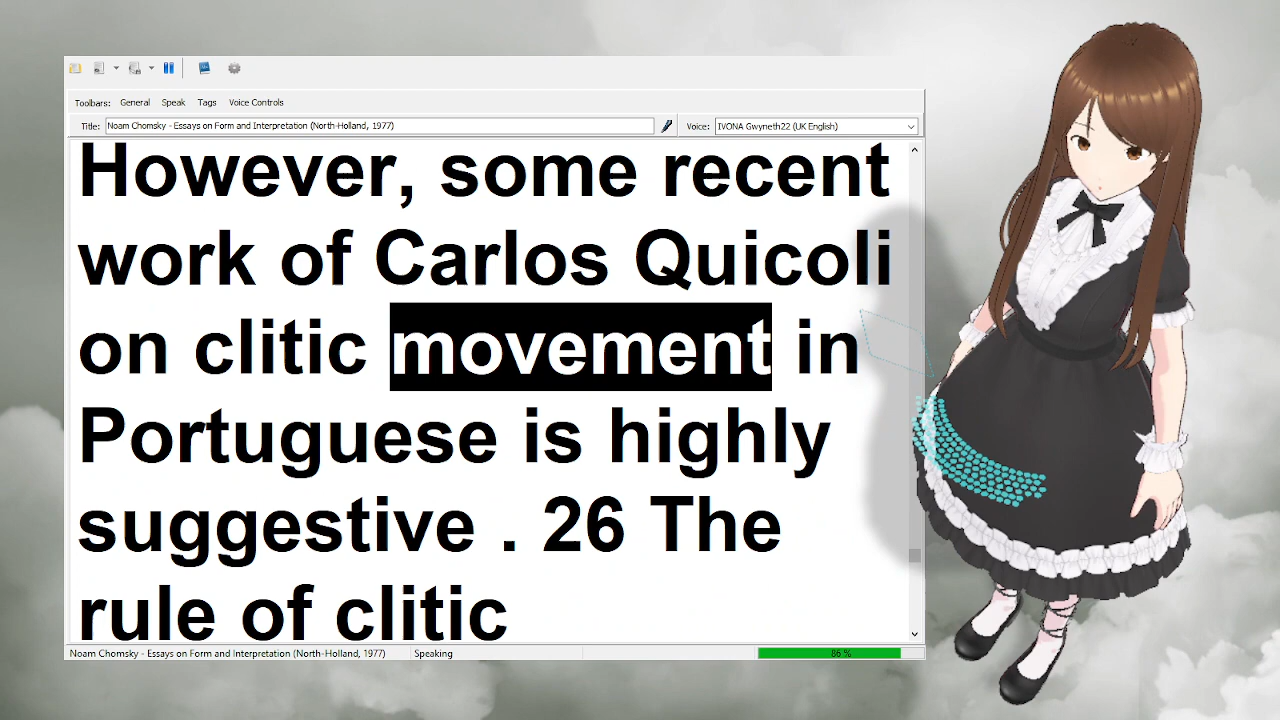 Toolbars: General Speak Tags Voice Controls
Title: Noam Chomsky - Essays on Form and Interpretation (North-Holland, 1977) Voice: IVONA Gwyneth22 (UK English)
However, some recent
work of Carlos Quicoli
on clitic movement in
Portuguese is highly
suggestive . 26 The
rule of clitic
Noam Chomsky - Essays on Form and Interpretation (North-Holland, 1977) Speaking 86 %